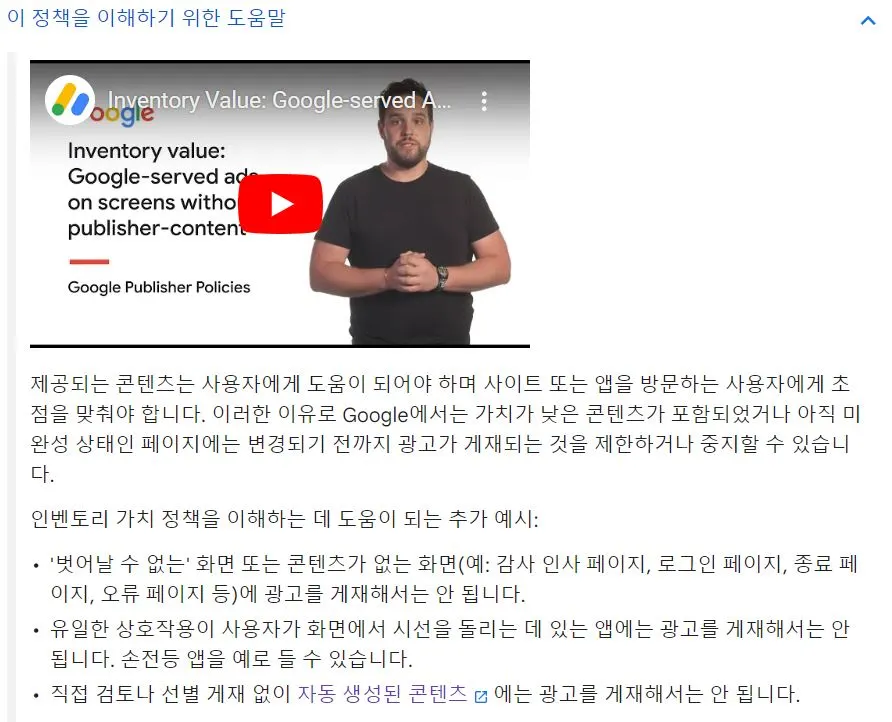 이 정책을 이해하기 위한 도움말
Inventory Value: Google-served A...
oogle
Inventory value:
Google-served ads
on screens witho
publisher-content
Google Publisher Policies
제공되는 콘텐츠는 사용자에게 도움이 되어야 하며 사이트 또는 앱을 방문하는 사용자에게 초
점을 맞춰야 합니다. 이러한 이유로 Google에서는 가치가 낮은 콘텐츠가 포함되었거나 아직 미
완성 상태인 페이지에는 변경되기 전까지 광고가 게재되는 것을 제한하거나 중지할 수 있습니
다.
인벤토리 가치 정책을 이해하는 데 도움이 되는 추가 예시:
• '벗어날 수 없는' 화면 또는 콘텐츠가 없는 화면(예: 감사 인사 페이지, 로그인 페이지, 종료 페
이지, 오류 페이지 등)에 광고를 게재해서는 안 됩니다.
• 유일한 상호작용이 사용자가 화면에서 시선을 돌리는 데 있는 앱에는 광고를 게재해서는 안
됩니다. 손전등 앱을 예로 들 수 있습니다.
• 직접 검토나 선별 게재 없이 자동 생성된 콘텐츠 에는 광고를 게재해서는 안 됩니다.